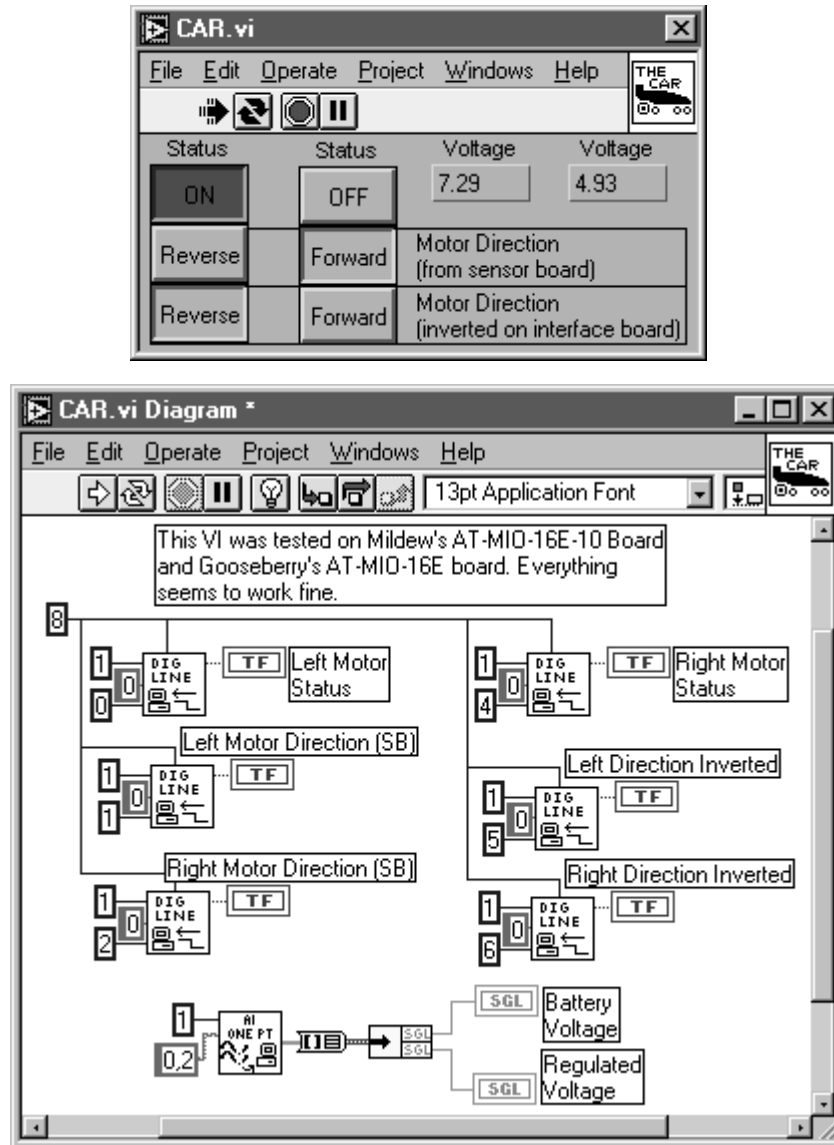 CAR.vi
File Edit Operate Project Windows Help
THE
CAR
Status Status Voltage Voltage
ON OFF 7.29 4.93
Reverse Forward Motor Direction
(from sensor board)
Reverse Forward Motor Direction
(inverted on interface board)
CAR.vi Diagram *
File Edit Operate Project Windows Help
THE
CAR
13pt Application Font
This VI was tested on Mildew's AT-MIO-16E-10 Board
and Gooseberry's AT-MIO-16E board. Everything
seems to work fine.
8
1 0 0 DIG
LINE
TF Left Motor
Status
1 0 4 DIG
LINE
TF Right Motor
Status
Left Motor Direction (SB)
1 0 1 DIG
LINE
TF
Left Direction Inverted
1 0 5 DIG
LINE
TF
Right Motor Direction (SB)
1 0 2 DIG
LINE
TF
Right Direction Inverted
1 0 6 DIG
LINE
TF
1
0,2
AI
ONE PT
SGL
SGL
SGL Battery
Voltage
SGL Regulated
Voltage